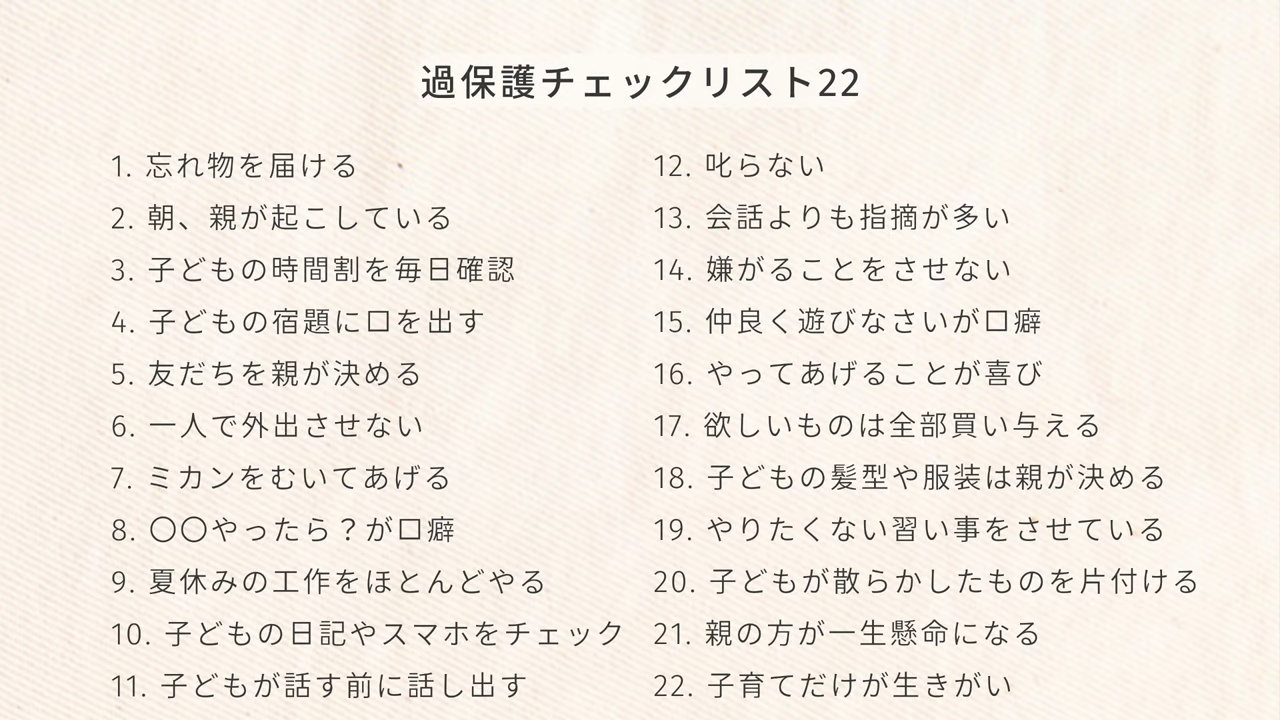 過保護チェックリスト22
1. 忘れ物を届ける
2. 朝、親が起こしている
3. 子どもの時間割を毎日確認
4. 子どもの宿題に口を出す
5. 友だちを親が決める
6. 一人で外出させない
7. ミカンをむいてあげる
8. 〇〇やったら？が口癖
9. 夏休みの工作をほとんどやる
10. 子どもの日記やスマホをチェック
11. 子どもが話す前に話し出す
12. 叱らない
13. 会話よりも指摘が多い
14. 嫌がることをさせない
15. 仲良く遊びなさいが口癖
16. やってあげることが喜び
17. 欲しいものは全部買い与える
18. 子どもの髪型や服装は親が決める
19. やりたくない習い事をさせている
20. 子どもが散らかしたものを片付ける
21. 親の方が一生懸命になる
22. 子育てだけが生きがい